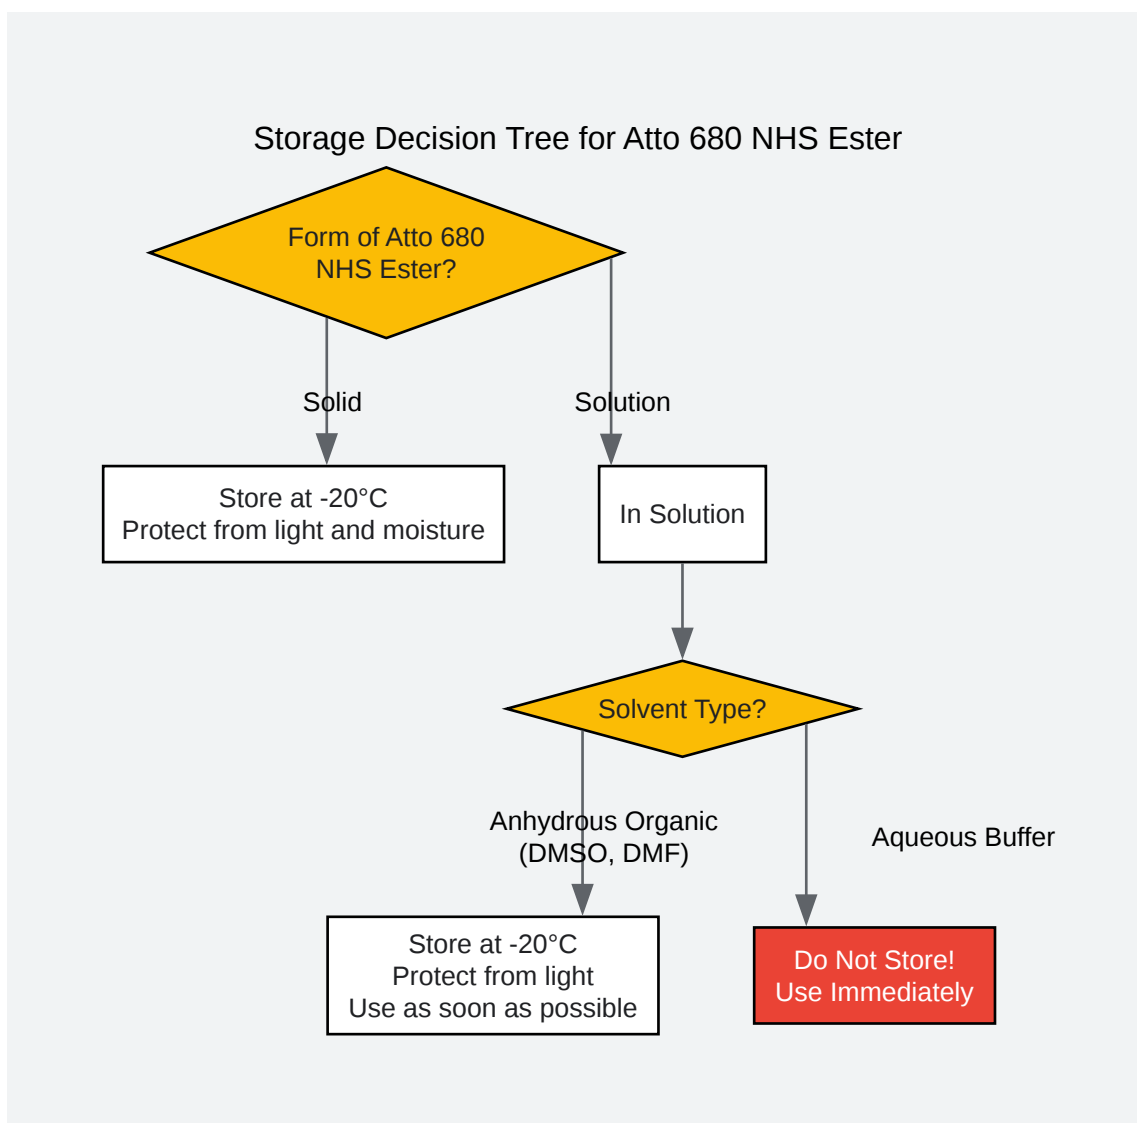 Storage Decision Tree for Atto 680 NHS Ester
Form of Atto 680
NHS Ester?
Solid
Solution
Store at -20°C
Protect from light and moisture
In Solution
Solvent Type?
Anhydrous Organic
(DMSO, DMF)
Aqueous Buffer
Store at -20°C
Protect from light
Use as soon as possible
Do Not Store!
Use Immediately